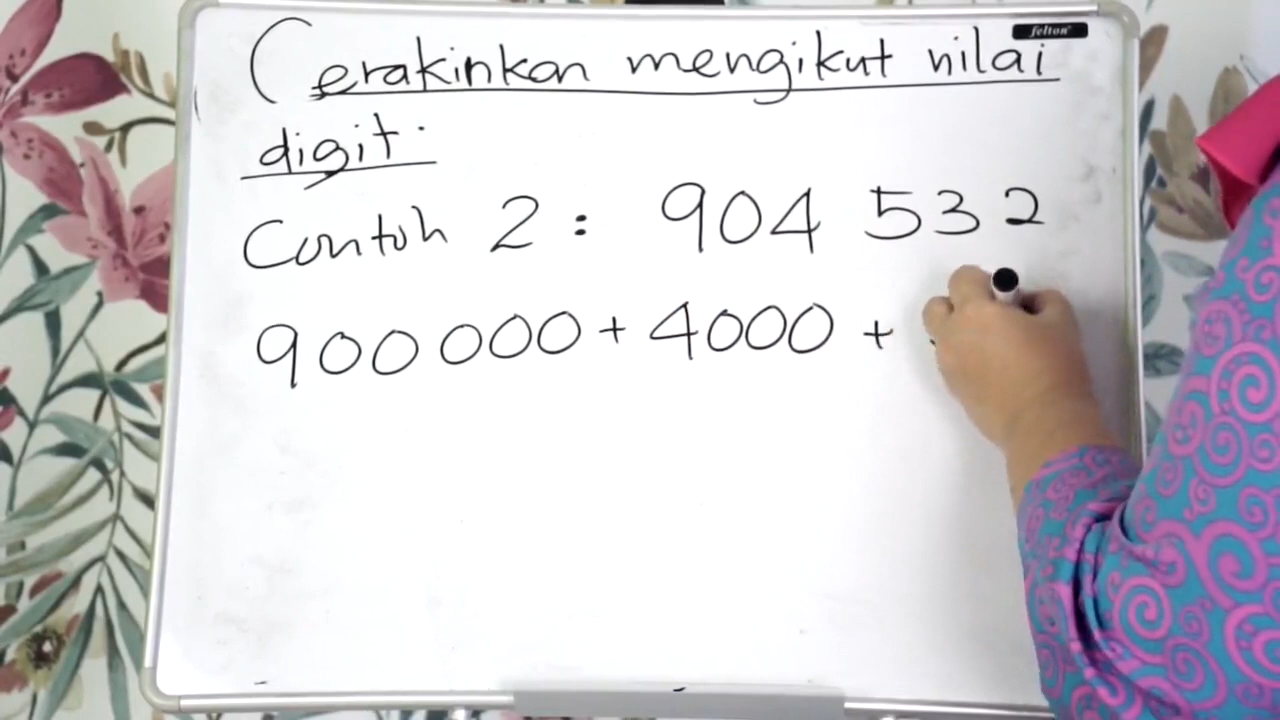 felton
Cerakinkan mengikut nilai
digit.
Contoh 2 : 904 532
900 000 + 4000 +